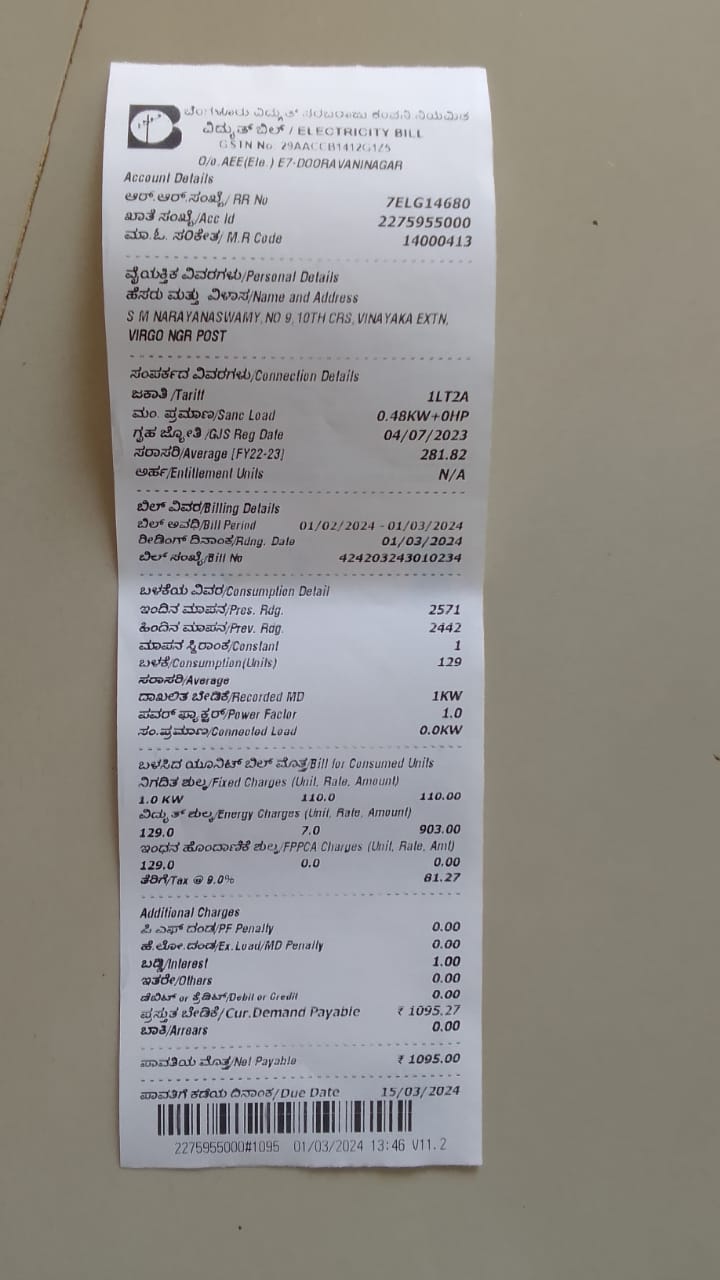 ಬೆಂಗಳೂರು ವಿದ್ಯುತ್ ಸರಬರಾಜು ಕಂಪನಿ ನಿಯಮಿತ
ವಿದ್ಯುತ್ ಬಿಲ್ / ELECTRICITY BILL
GSTN No. 29AACCB1412G1Z5
O/o.AEE(Ele.) E7-DOORAVANINAGAR
Account Details
ಆರ್.ಆರ್.ಸಂಖ್ಯೆ/ RR No 7ELG14680
ಖಾತೆ ಸಂಖ್ಯೆ/Acc Id 2275955000
ಮಾ.ಓ. ಸಂಕೇತ/ M.R Code 14000413
ವೈಯಕ್ತಿಕ ವಿವರಗಳು/Personal Details
ಹೆಸರು ಮತ್ತು ವಿಳಾಸ/Name and Address
S M NARAYANASWAMY, NO 9, 10TH CRS, VINAYAKA EXTN,
VIRGO NGR POST
ಸಂಪರ್ಕದ ವಿವರಗಳು/Connection Details
ಜಕಾತಿ /Tariff 1LT2A
ಮಂ. ಪ್ರಮಾಣ/Sanc Load 0.48KW+0HP
ಗೃಹ ಜ್ಯೋತಿ /GJS Reg Date 04/07/2023
ಸರಾಸರಿ/Average [FY22-23] 281.82
ಅರ್ಹ/Entitlement Units N/A
ಬಿಲ್ ವಿವರ/Billing Details
ಬಿಲ್ ಅವಧಿ/Bill Period 01/02/2024 - 01/03/2024
ರೀಡಿಂಗ್ ದಿನಾಂಕ/Rdng. Date 01/03/2024
ಬಿಲ್ ಸಂಖ್ಯೆ/Bill No 424203243010234
ಬಳಕೆಯ ವಿವರ/Consumption Detail
ಇಂದಿನ ಮಾಪನ/Pres. Rdg. 2571
ಹಿಂದಿನ ಮಾಪನ/Prev. Rdg. 2442
ಮಾಪನ ಸ್ಥಿರಾಂಕ/Constant 1
ಬಳಕೆ/Consumption(Units) 129
ಸರಾಸರಿ/Average
ದಾಖಲಿತ ಬೇಡಿಕೆ/Recorded MD 1KW
ಪವರ್ ಫ್ಯಾಕ್ಟರ್/Power Factor 1.0
ಸಂ.ಪ್ರಮಾಣ/Connected Load 0.0KW
ಬಳಸಿದ ಯೂನಿಟ್ ಬಿಲ್ ಮೊತ್ತ/Bill for Consumed Units
ನಿಗದಿತ ಶುಲ್ಕ/Fixed Charges (Unit, Rate, Amount)
1.0 KW 110.0 110.00
ವಿದ್ಯುತ್ ಶುಲ್ಕ/Energy Charges (Unit, Rate, Amount)
129.0 7.0 903.00
ಇಂಧನ ಹೊಂದಾಣಿಕೆ ಶುಲ್ಕ/FPPCA Charges (Unit, Rate, Amt)
129.0 0.0 0.00
ತೆರಿಗೆ/Tax @ 9.0% 81.27
Additional Charges
ಪಿ ಎಫ್ ದಂಡ/PF Penalty 0.00
ಹೆ.ಲೋ.ದಂಡ/Ex.Load/MD Penalty 0.00
ಬಡ್ಡಿ/Interest 1.00
ಇತರೇ/Others 0.00
ಡೆಬಿಟ್ or ಕ್ರೆಡಿಟ್/Debit or Credit 0.00
ಪ್ರಸ್ತುತ ಬೇಡಿಕೆ/Cur.Demand Payable ₹ 1095.27
ಬಾಕಿ/Arrears 0.00
ಪಾವತಿಯ ಮೊತ್ತ/Net Payable ₹ 1095.00
ಪಾವತಿಗೆ ಕಡೆಯ ದಿನಾಂಕ/Due Date 15/03/2024
2275955000#1095 01/03/2024 13:46 V11.2